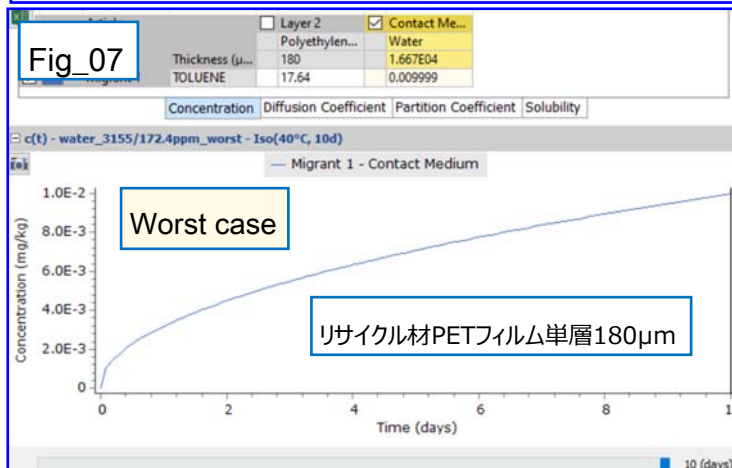 Layer 2 Contact Me...
Polyethylen... Water
Fig_07
Thickness (µ... 180 1.667E04
TOLUENE 17.64 0.009999
Concentration Diffusion Coefficient Partition Coefficient Solubility
c(t) - water_3155/172.4ppm_worst - Iso(40°C, 10d)
Migrant 1 - Contact Medium
Worst case
リサイクル材PETフィルム単層180µm
Concentration (mg/kg)
1.0E-2
8.0E-3
6.0E-3
4.0E-3
2.0E-3
0
0 2 4 6 8 1
Time (days)
10 (days)